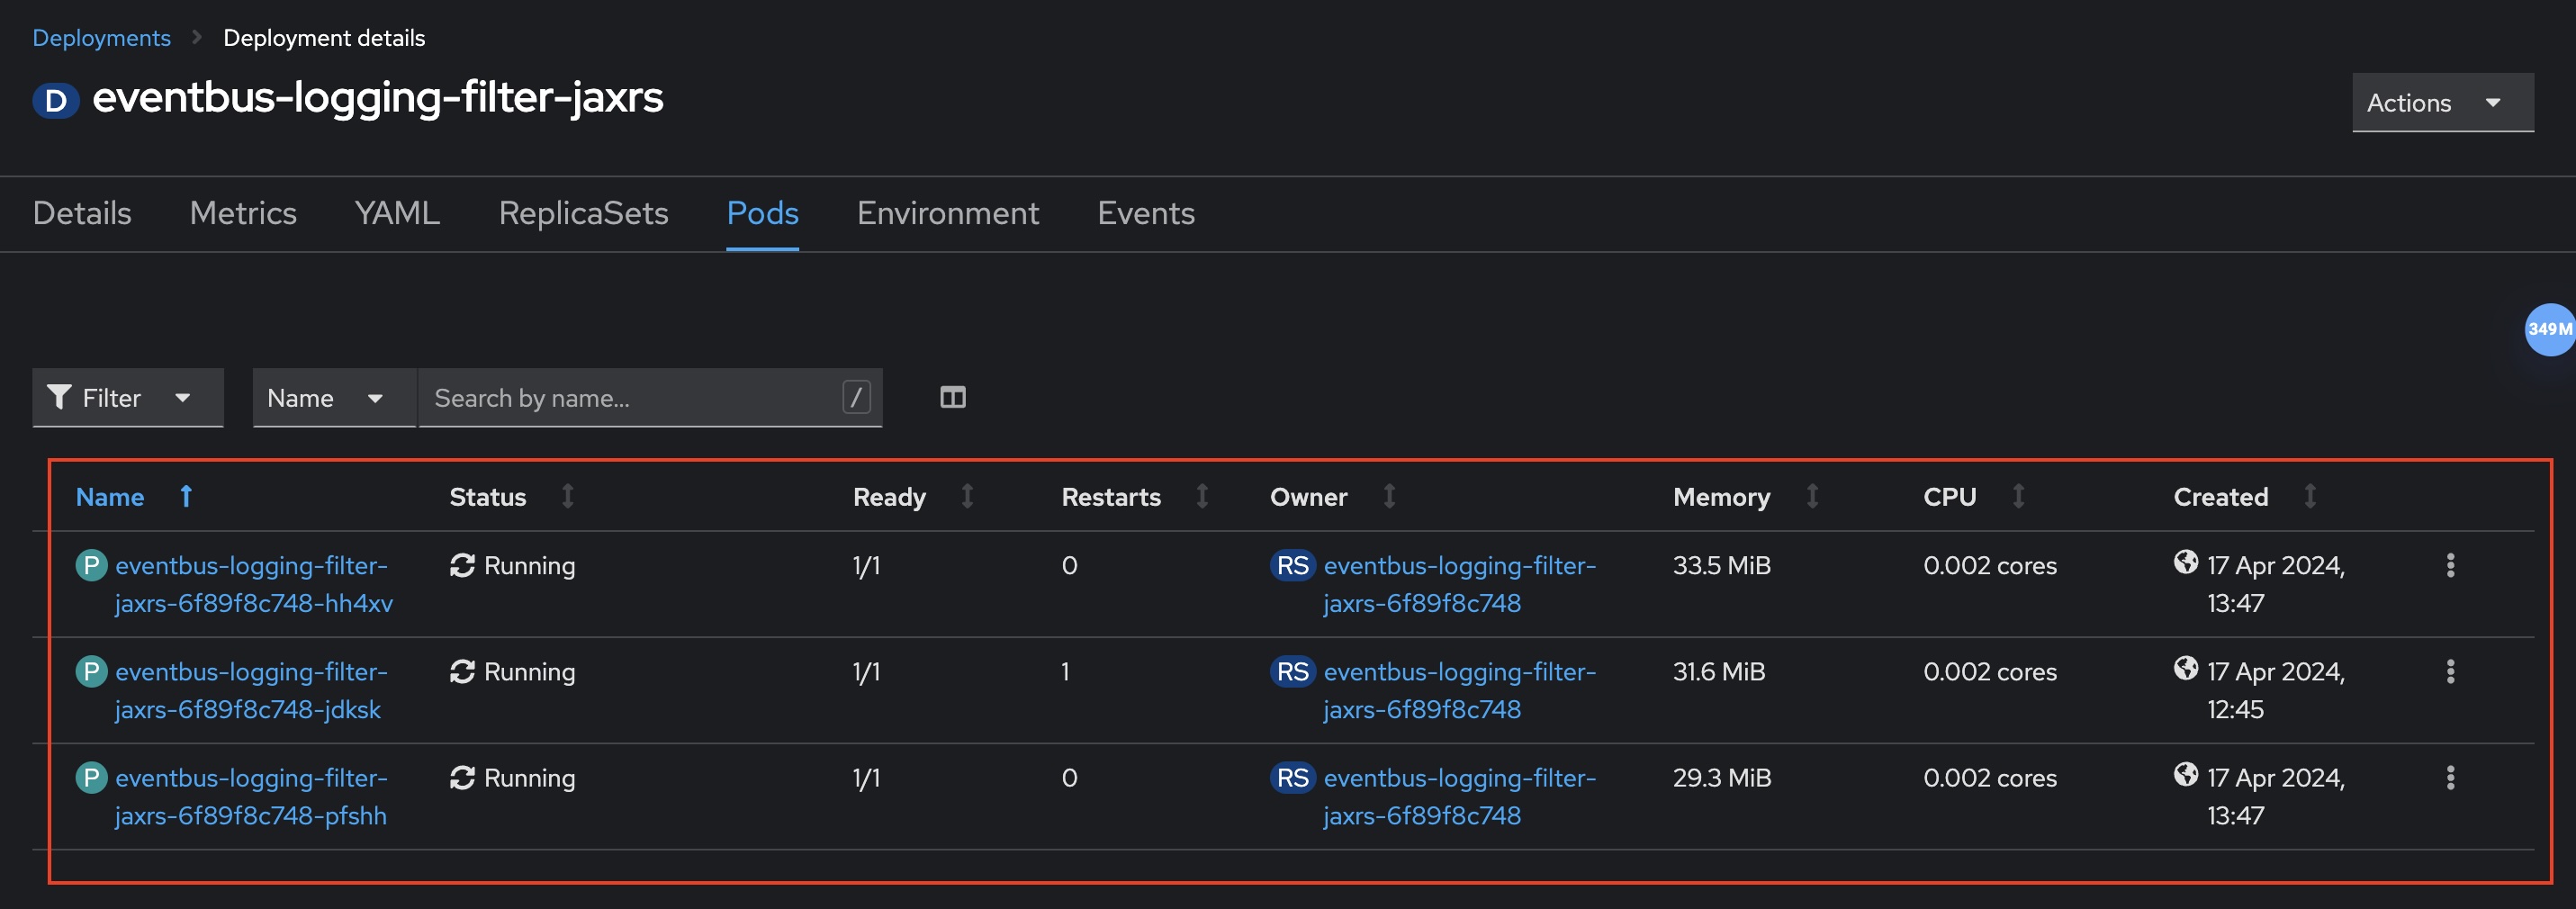 Deployments > Deployment details
D eventbus-logging-filter-jaxrs
Actions
Details Metrics YAML ReplicaSets Pods Environment Events
349M
Filter Name Search by name... /
Name Status Ready Restarts Owner Memory CPU Created
P eventbus-logging-filter- Running 1/1 0 RS eventbus-logging-filter- 33.5 MiB 0.002 cores 17 Apr 2024,
jaxrs-6f89f8c748-hh4xv jaxrs-6f89f8c748 13:47
P eventbus-logging-filter- Running 1/1 1 RS eventbus-logging-filter- 31.6 MiB 0.002 cores 17 Apr 2024,
jaxrs-6f89f8c748-jdksk jaxrs-6f89f8c748 12:45
P eventbus-logging-filter- Running 1/1 0 RS eventbus-logging-filter- 29.3 MiB 0.002 cores 17 Apr 2024,
jaxrs-6f89f8c748-pfshh jaxrs-6f89f8c748 13:47